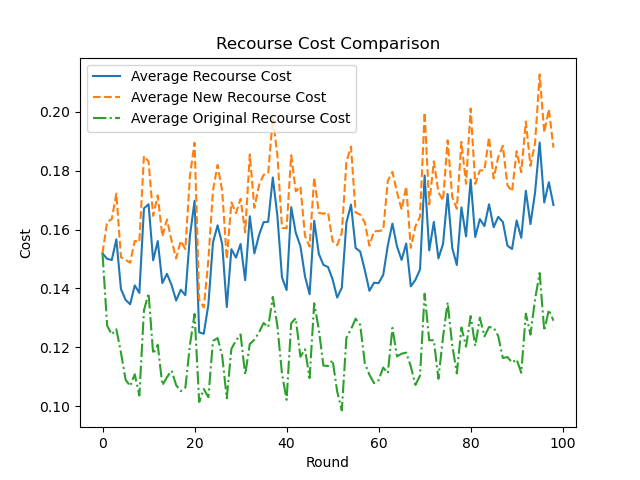 Recourse Cost Comparison
Average Recourse Cost
Average New Recourse Cost
Average Original Recourse Cost
Cost
0.20
0.18
0.16
0.14
0.12
0.10
0 20 40 60 80 100
Round